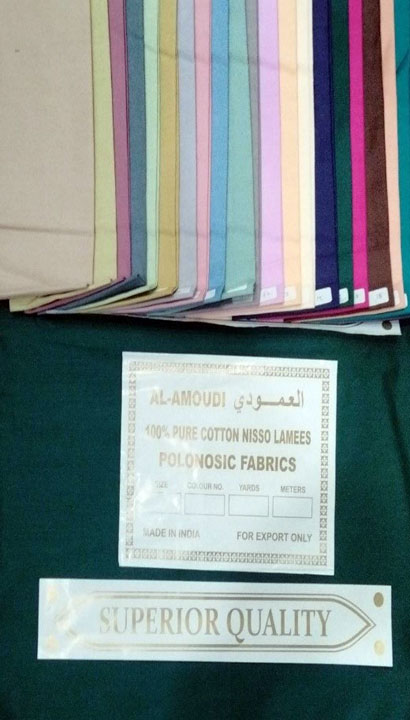 AL-AMOUDI العمـــودي
100% PURE COTTON NISSO LAMEES
POLONOSIC FABRICS
SIZE COLOUR NO. YARDS METERS
MADE IN INDIA FOR EXPORT ONLY
SUPERIOR QUALITY